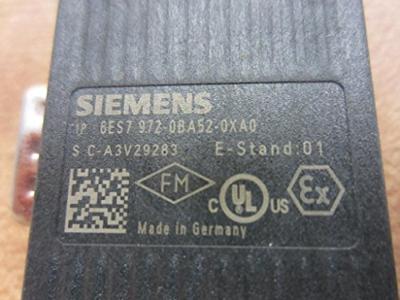 SIEMENS
1P 6ES7 972-0BA52-0XA0
S C-A3V29283 E-Stand:01
FM C UL US Ex
Made in Germany